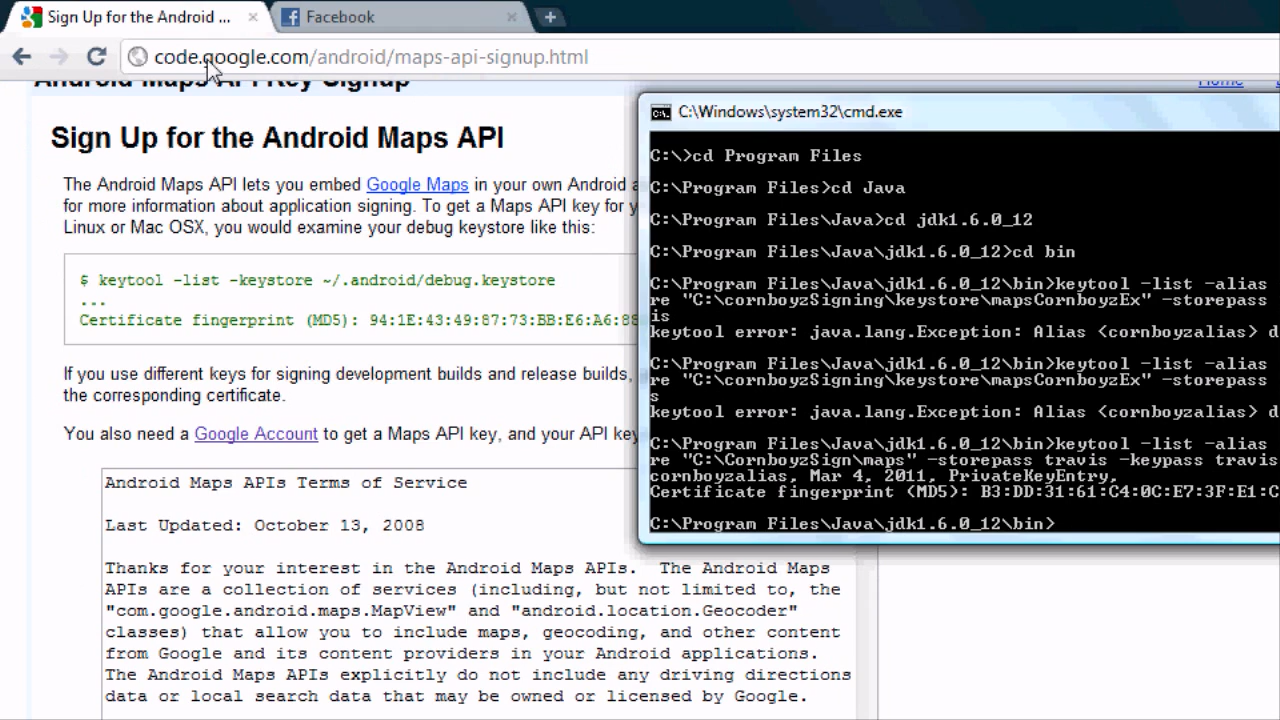 Sign Up for the Android ...
Facebook
code.google.com/android/maps-api-signup.html
Android Maps API Key Signup
Home
Sign Up for the Android Maps API
The Android Maps API lets you embed Google Maps in your own Android
for more information about application signing. To get a Maps API key for
Linux or Mac OSX, you would examine your debug keystore like this:
$ keytool -list -keystore ~/.android/debug.keystore
...
Certificate fingerprint (MD5): 94:1E:43:49:87:73:BB:E6:A6:88
If you use different keys for signing development builds and release builds,
the corresponding certificate.
You also need a Google Account to get a Maps API key, and your API key
Android Maps APIs Terms of Service
Last Updated: October 13, 2008
Thanks for your interest in the Android Maps APIs. The Android Maps
APIs are a collection of services (including, but not limited to, the
"com.google.android.maps.MapView" and "android.location.Geocoder"
classes) that allow you to include maps, geocoding, and other content
from Google and its content providers in your Android applications.
The Android Maps APIs explicitly do not include any driving directions
data or local search data that may be owned or licensed by Google.
C:\Windows\system32\cmd.exe
C:\>cd Program Files
C:\Program Files>cd Java
C:\Program Files\Java>cd jdk1.6.0_12
C:\Program Files\Java\jdk1.6.0_12>cd bin
C:\Program Files\Java\jdk1.6.0_12\bin>keytool -list -alias
re "C:\cornboyzSigning\keystore\mapsCornboyzEx" -storepass
is
keytool error: java.lang.Exception: Alias <cornboyzalias> d
C:\Program Files\Java\jdk1.6.0_12\bin>keytool -list -alias
re "C:\cornboyzSigning\keystore\mapsCornboyzEx" -storepass
s
keytool error: java.lang.Exception: Alias <cornboyzalias> d
C:\Program Files\Java\jdk1.6.0_12\bin>keytool -list -alias
re "C:\CornboyzSign\maps" -storepass travis -keypass travis
cornboyzalias, Mar 4, 2011, PrivateKeyEntry,
Certificate fingerprint (MD5): B3:DD:31:61:C4:0C:E7:3F:E1:C
C:\Program Files\Java\jdk1.6.0_12\bin>